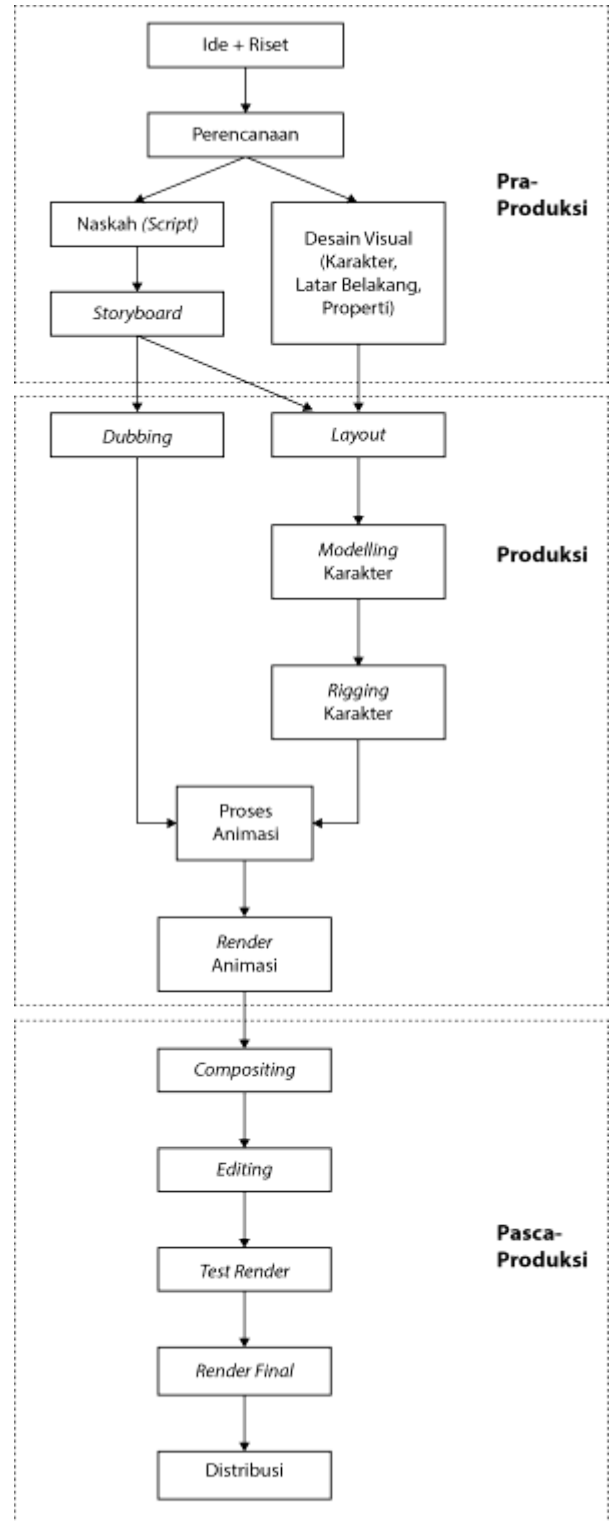 Ide + Riset
Perencanaan
Pra-
Produksi
Naskah (Script)
Desain Visual
(Karakter,
Latar Belakang,
Properti)
Storyboard
Dubbing
Layout
Modelling
Karakter
Produksi
Rigging
Karakter
Proses
Animasi
Render
Animasi
Compositing
Editing
Pasca-
Produksi
Test Render
Render Final
Distribusi